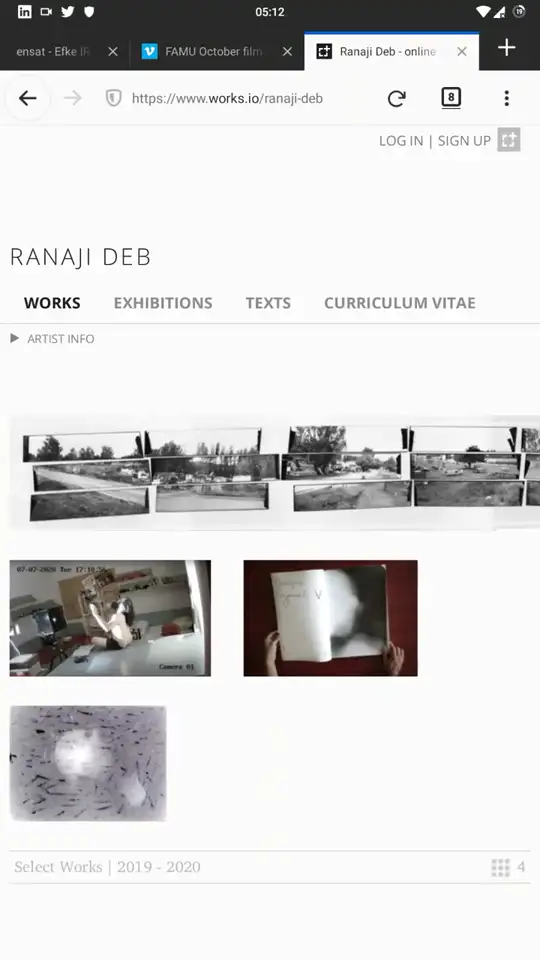 05:12
19
ensat - Efke IR
FAMU October film
Ranaji Deb - online
https://www.works.io/ranaji-deb
8
LOG IN | SIGN UP
RANAJI DEB
WORKS EXHIBITIONS TEXTS CURRICULUM VITAE
ARTIST INFO
07-07-2020 Tue 17:10:56
Camera 01
V
Select Works | 2019 - 2020
4